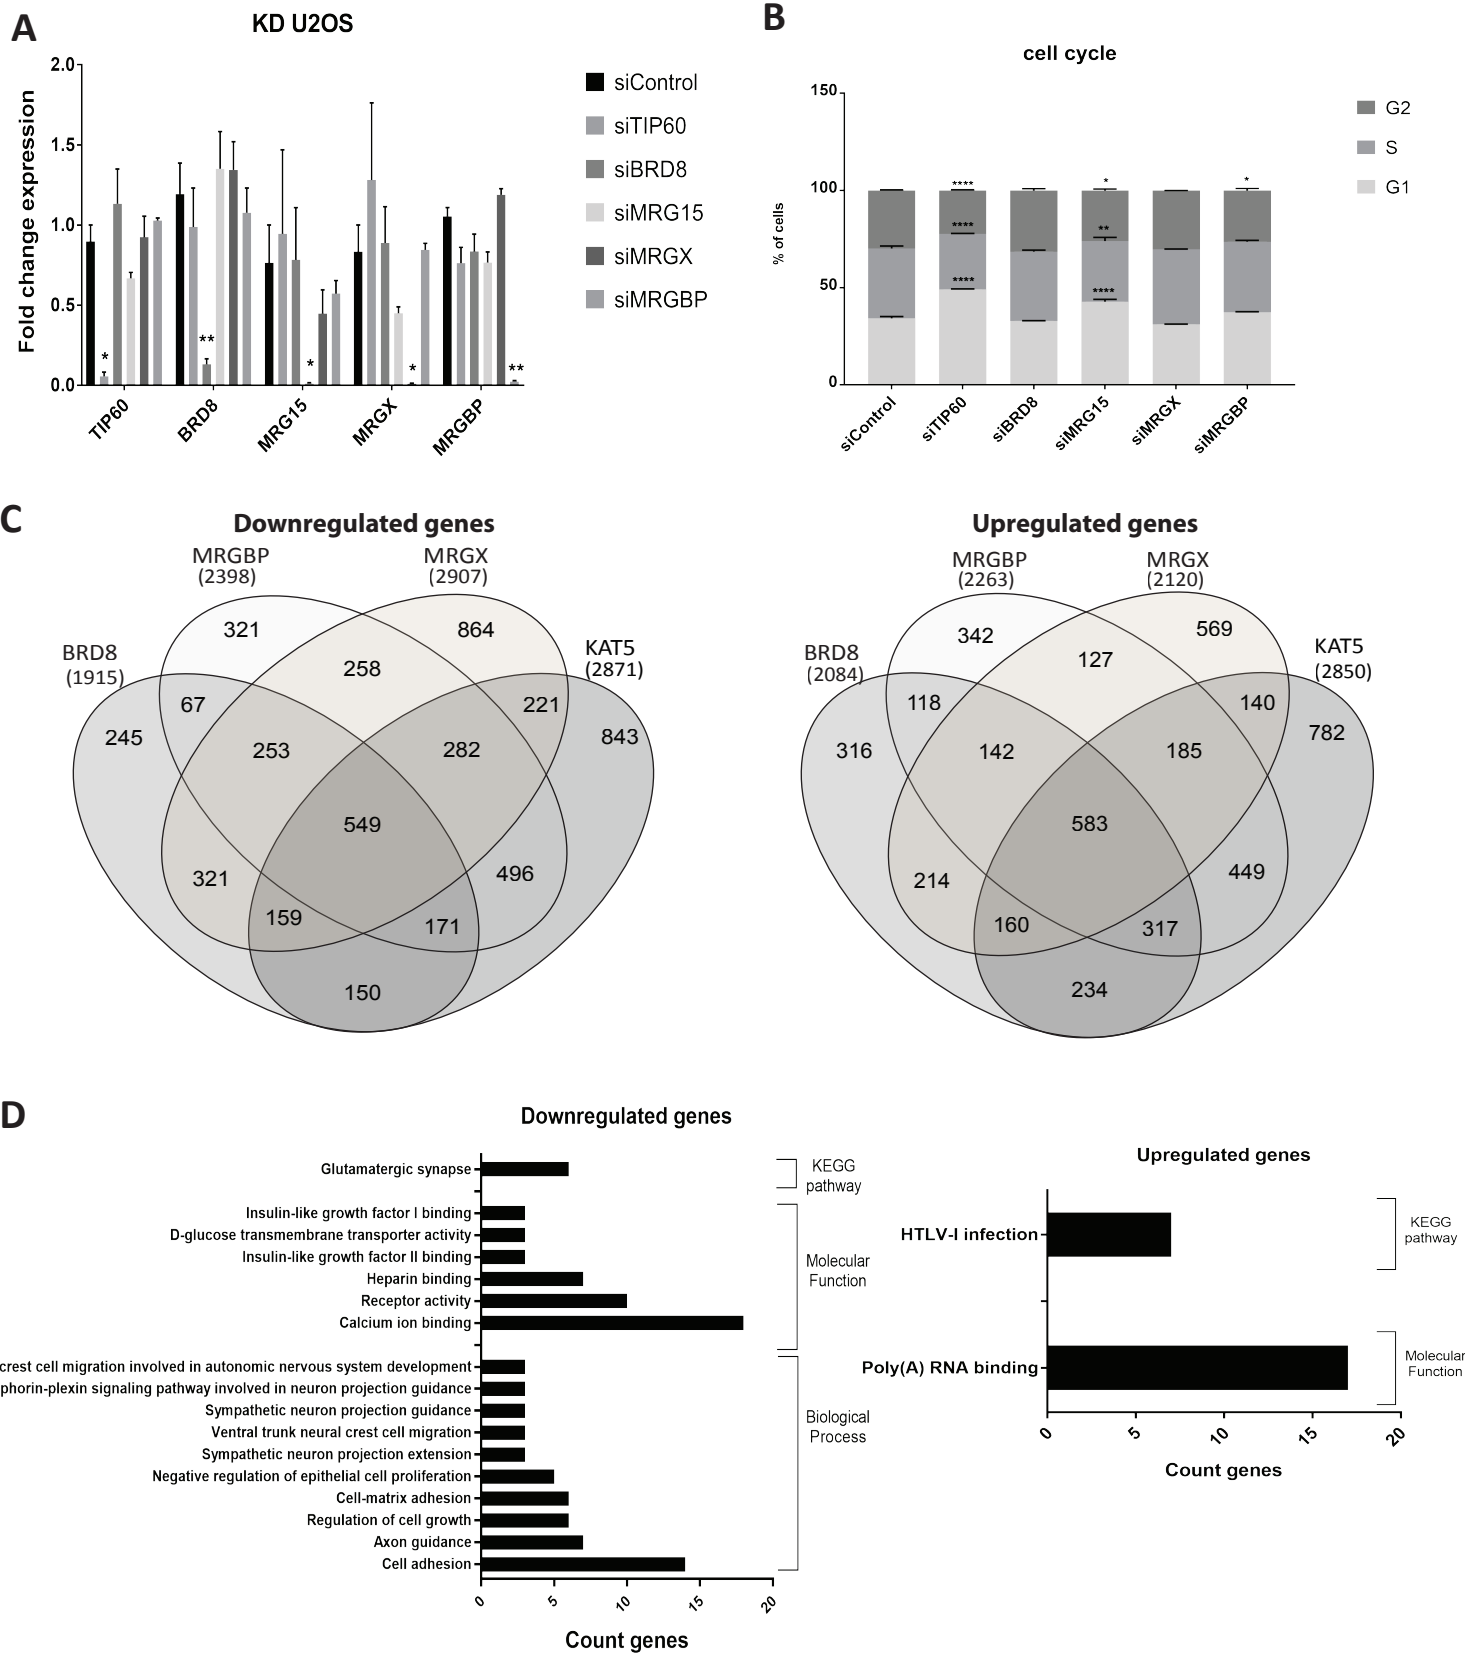 A
KD U2OS
Fold change expression
2.0
1.5
1.0
0.5
0.0
*
**
*
*
**
TIP60
BRD8
MRG15
MRGX
MRGBP
siControl
siTIP60
siBRD8
siMRG15
siMRGX
siMRGBP
B
cell cycle
% of cells
150
100
50
0
****
****
****
*
**
****
*
siControl
siTIP60
siBRD8
siMRG15
siMRGX
siMRGBP
G2
S
G1
C
Downregulated genes
MRGBP
(2398)
MRGX
(2907)
BRD8
(1915)
KAT5
(2871)
321
864
258
67
221
245
843
253
282
549
321
496
159
171
150
Upregulated genes
MRGBP
(2263)
MRGX
(2120)
BRD8
(2084)
KAT5
(2850)
342
569
127
118
140
316
782
142
185
583
214
449
160
317
234
D
Downregulated genes
Glutamatergic synapse
KEGG
pathway
Insulin-like growth factor I binding
D-glucose transmembrane transporter activity
Insulin-like growth factor II binding
Heparin binding
Receptor activity
Calcium ion binding
Molecular
Function
crest cell migration involved in autonomic nervous system development
phorin-plexin signaling pathway involved in neuron projection guidance
Sympathetic neuron projection guidance
Ventral trunk neural crest cell migration
Sympathetic neuron projection extension
Negative regulation of epithelial cell proliferation
Cell-matrix adhesion
Regulation of cell growth
Axon guidance
Cell adhesion
Biological
Process
0
5
10
15
20
Count genes
Upregulated genes
HTLV-I infection
KEGG
pathway
Poly(A) RNA binding
Molecular
Function
0
5
10
15
20
Count genes